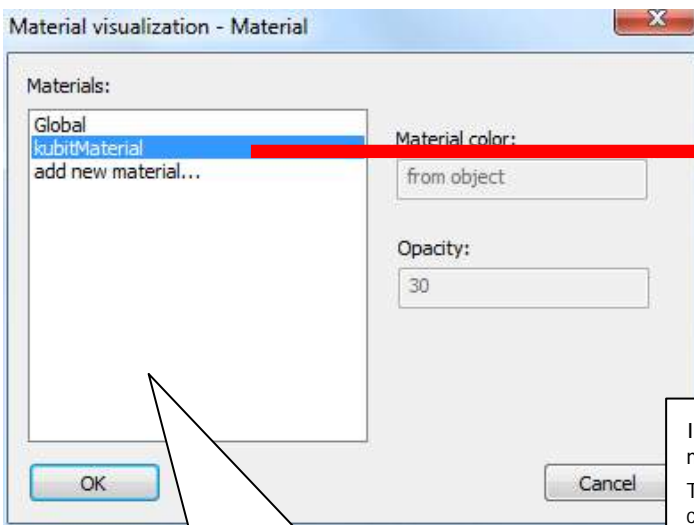 Material visualization - Material
Materials:
Global
kubitMaterial
add new material...
Material color:
from object
Opacity:
30
OK
Cancel